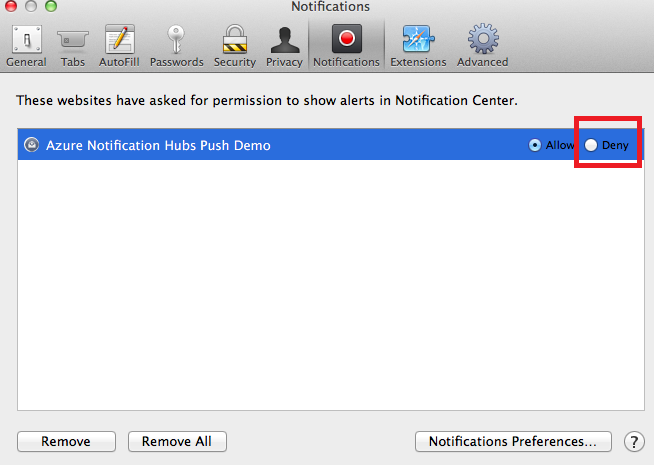 Notifications
General Tabs AutoFill Passwords Security Privacy Notifications Extensions Advanced
These websites have asked for permission to show alerts in Notification Center.
Azure Notification Hubs Push Demo Allow Deny
Remove Remove All Notifications Preferences... ?